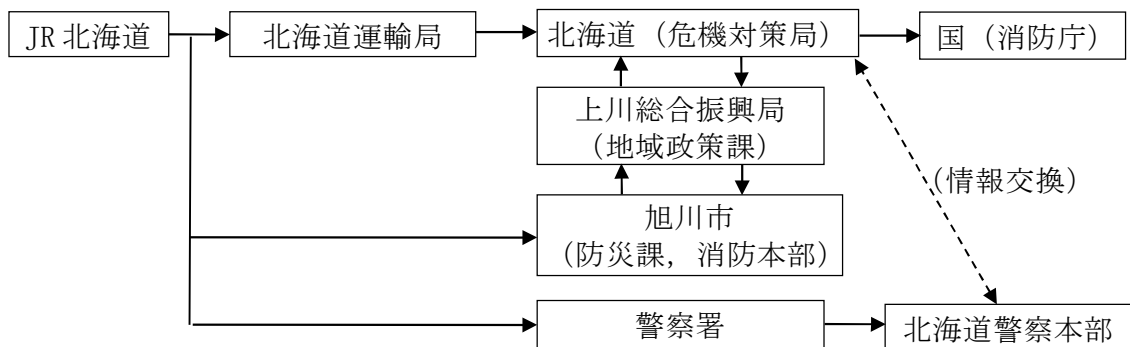 JR北海道
北海道運輸局
北海道（危機対策局）
国（消防庁）
上川総合振興局
（地域政策課）
（情報交換）
旭川市
（防災課，消防本部）
警察署
北海道警察本部